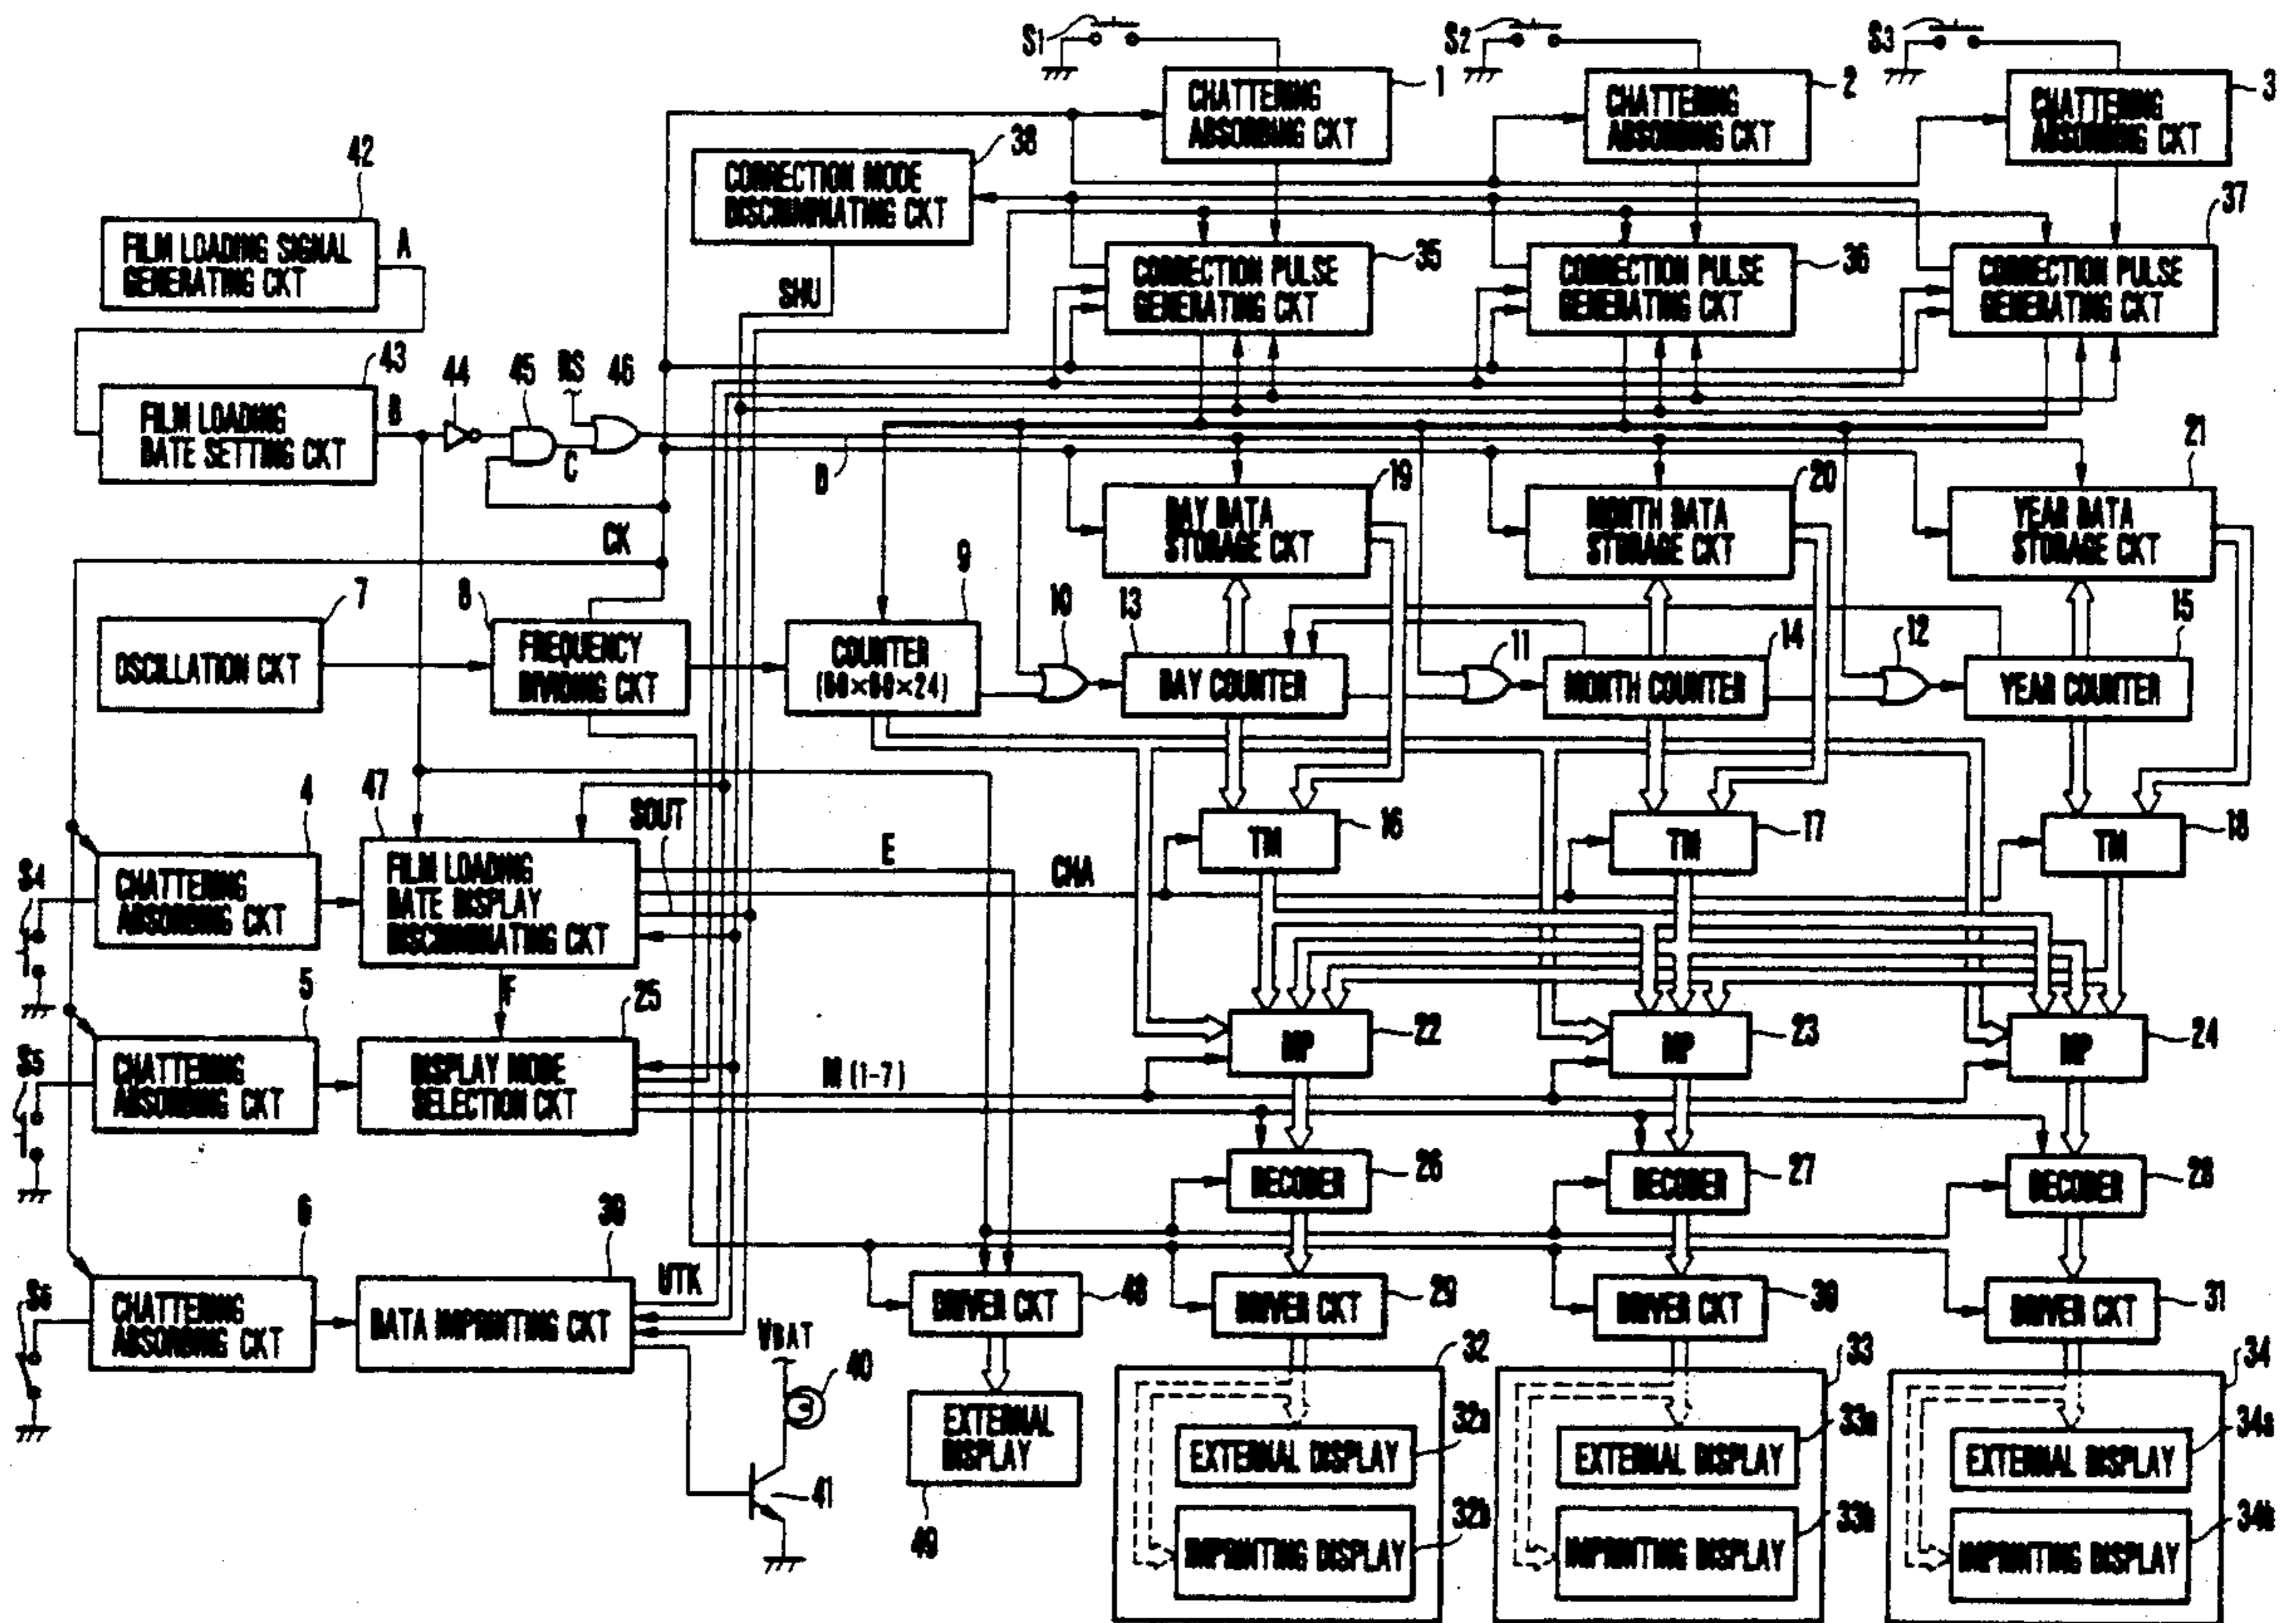 S1
S2
S3
CHATTERING
ABSORBING CKT
1
CHATTERING
ABSORBING CKT
2
CHATTERING
ABSORBING CKT
3
42
FILM LOADING SIGNAL
GENERATING CKT
A
38
CORRECTION MODE
DISCRIMINATING CKT
SHU
CORRECTION PULSE
GENERATING CKT
35
CORRECTION PULSE
GENERATING CKT
36
CORRECTION PULSE
GENERATING CKT
37
43
FILM LOADING
DATE SETTING CKT
B
44
45
RS
46
C
D
CK
DAY DATA
STORAGE CKT
19
MONTH DATA
STORAGE CKT
20
YEAR DATA
STORAGE CKT
21
7
OSCILLATION CKT
8
FREQUENCY
DIVIDING CKT
9
COUNTER
(60×60×24)
10
13
DAY COUNTER
11
14
MONTH COUNTER
12
15
YEAR COUNTER
TM
16
TM
17
TM
18
S4
4
CHATTERING
ABSORBING CKT
47
FILM LOADING
DATE DISPLAY
DISCRIMINATING CKT
SOUT
E
CHA
F
MP
22
MP
23
MP
24
S5
5
CHATTERING
ABSORBING CKT
25
DISPLAY MODE
SELECTION CKT
M (1-7)
DECODER
26
DECODER
27
DECODER
28
S6
6
CHATTERING
ABSORBING CKT
DATA IMPRINTING CKT
UTK
VBAT
40
41
DRIVER CKT
48
DRIVER CKT
29
DRIVER CKT
30
DRIVER CKT
31
EXTERNAL
DISPLAY
49
32
EXTERNAL DISPLAY
32a
IMPRINTING DISPLAY
32b
33
EXTERNAL DISPLAY
33a
IMPRINTING DISPLAY
33b
34
EXTERNAL DISPLAY
34a
IMPRINTING DISPLAY
34b